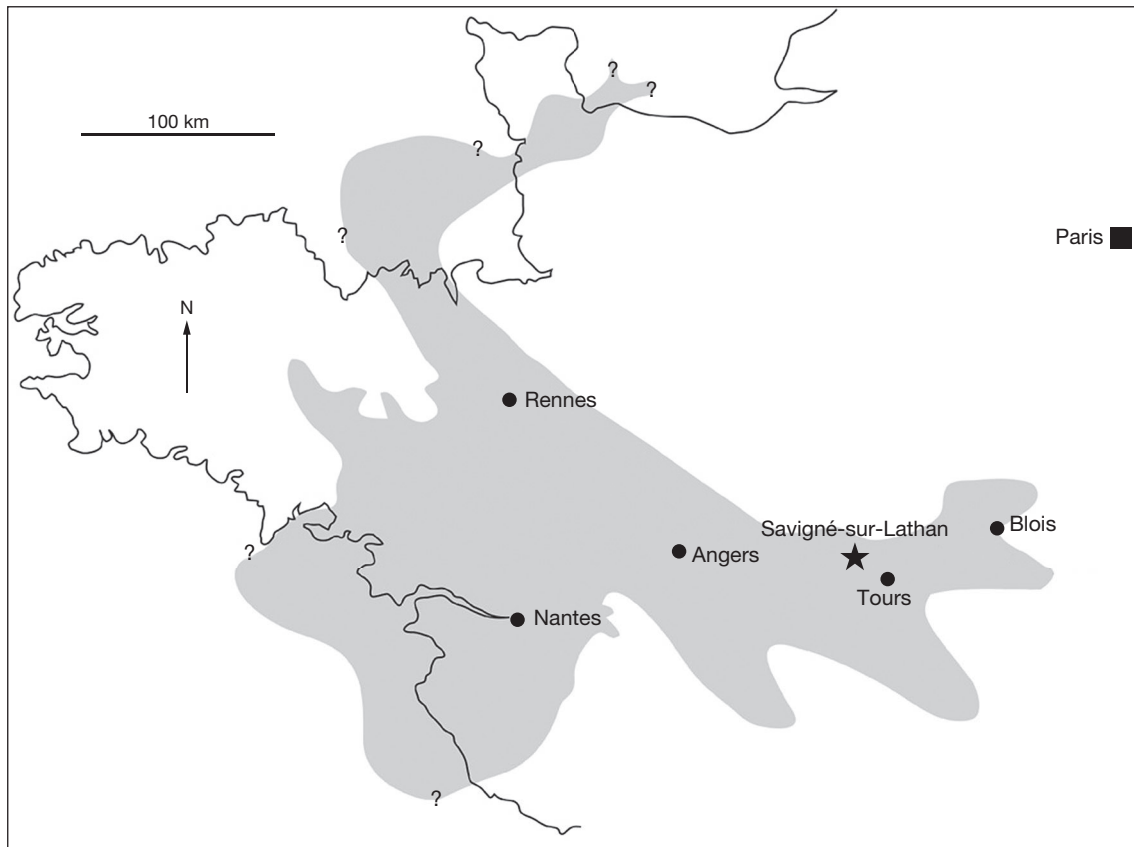 ?
?
100 km
?
Paris
?
N
Rennes
Savigné-sur-Lathan
Blois
?
Angers
Tours
Nantes
?